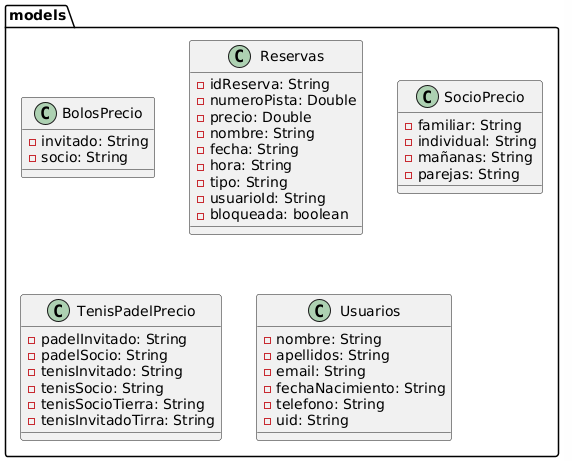 models
C BolosPrecio
invitado: String
socio: String
C Reservas
idReserva: String
numeroPista: Double
precio: Double
nombre: String
fecha: String
hora: String
tipo: String
usuarioId: String
bloqueada: boolean
C SocioPrecio
familiar: String
individual: String
mañanas: String
parejas: String
C TenisPadelPrecio
padelInvitado: String
padelSocio: String
tenisInvitado: String
tenisSocio: String
tenisSocioTierra: String
tenisInvitadoTirra: String
C Usuarios
nombre: String
apellidos: String
email: String
fechaNacimiento: String
telefono: String
uid: String